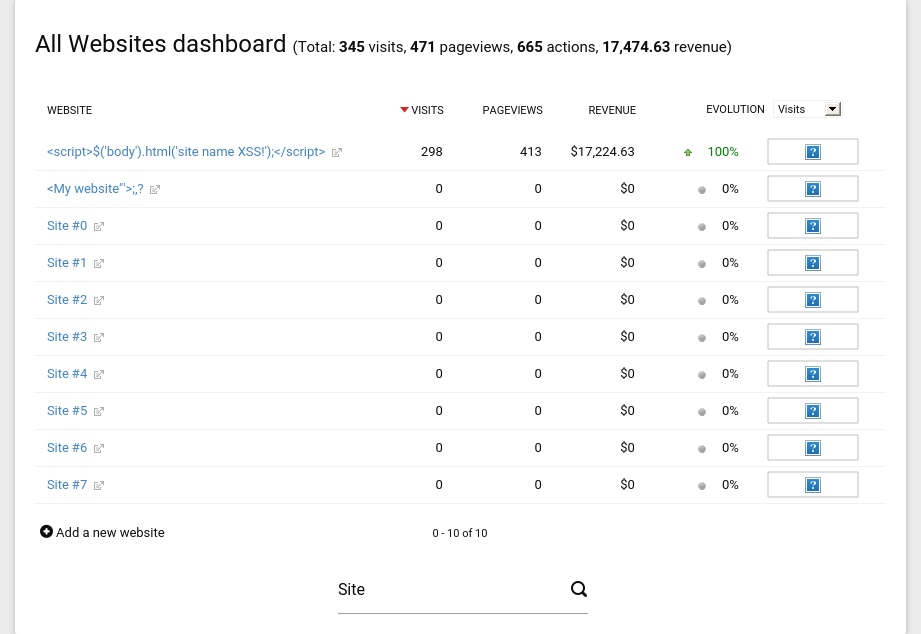 All Websites dashboard (Total: 345 visits, 471 pageviews, 665 actions, 17,474.63 revenue)
WEBSITE VISITS PAGEVIEWS REVENUE EVOLUTION Visits
<script>$('body').html('site name XSS!');</script> 298 413 $17,224.63 100% ?
<My website"'>;,? 0 0 $0 0% ?
Site #0 0 0 $0 0% ?
Site #1 0 0 $0 0% ?
Site #2 0 0 $0 0% ?
Site #3 0 0 $0 0% ?
Site #4 0 0 $0 0% ?
Site #5 0 0 $0 0% ?
Site #6 0 0 $0 0% ?
Site #7 0 0 $0 0% ?
Add a new website 0 - 10 of 10
Site